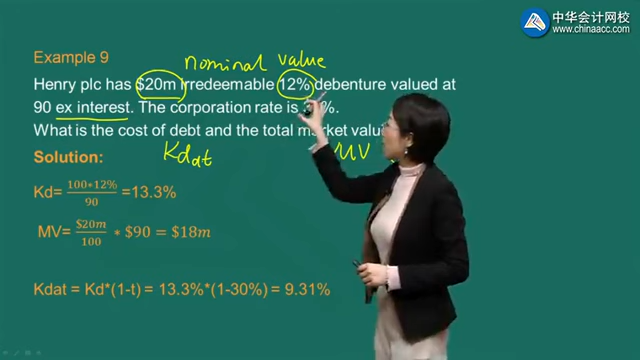 中华会计网校
www.chinaacc.com
Example 9
nominal value
Henry plc has $20m irredeemable 12% debenture valued at
90 ex interest. The corporation rate is %.
What is the cost of debt and the total market
Kdat MV
Solution:
Kd= 100*12% / 90 =13.3%
MV= $20m / 100 * $90 = $18m
Kdat = Kd*(1-t) = 13.3%*(1-30%) = 9.31%